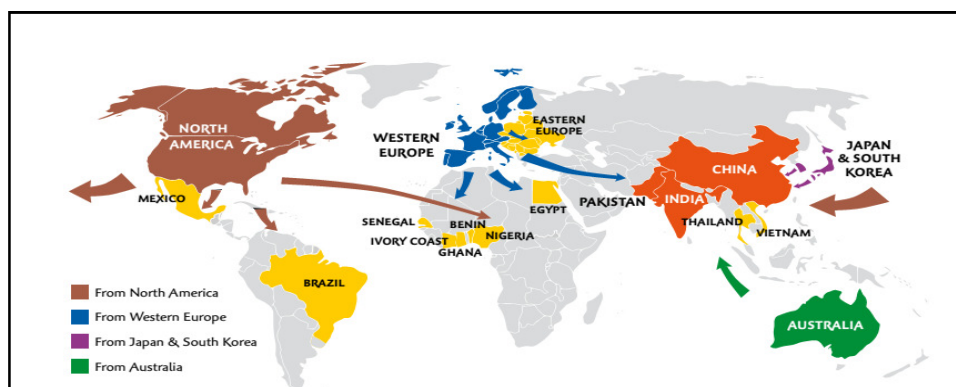 NORTH
AMERICA
MEXICO
BRAZIL
WESTERN
EUROPE
EASTERN
EUROPE
SENEGAL
IVORY COAST
GHANA
BENIN
NIGERIA
EGYPT
PAKISTAN
INDIA
CHINA
THAILAND
VIETNAM
JAPAN
& SOUTH
KOREA
AUSTRALIA
From North America
From Western Europe
From Japan & South Korea
From Australia